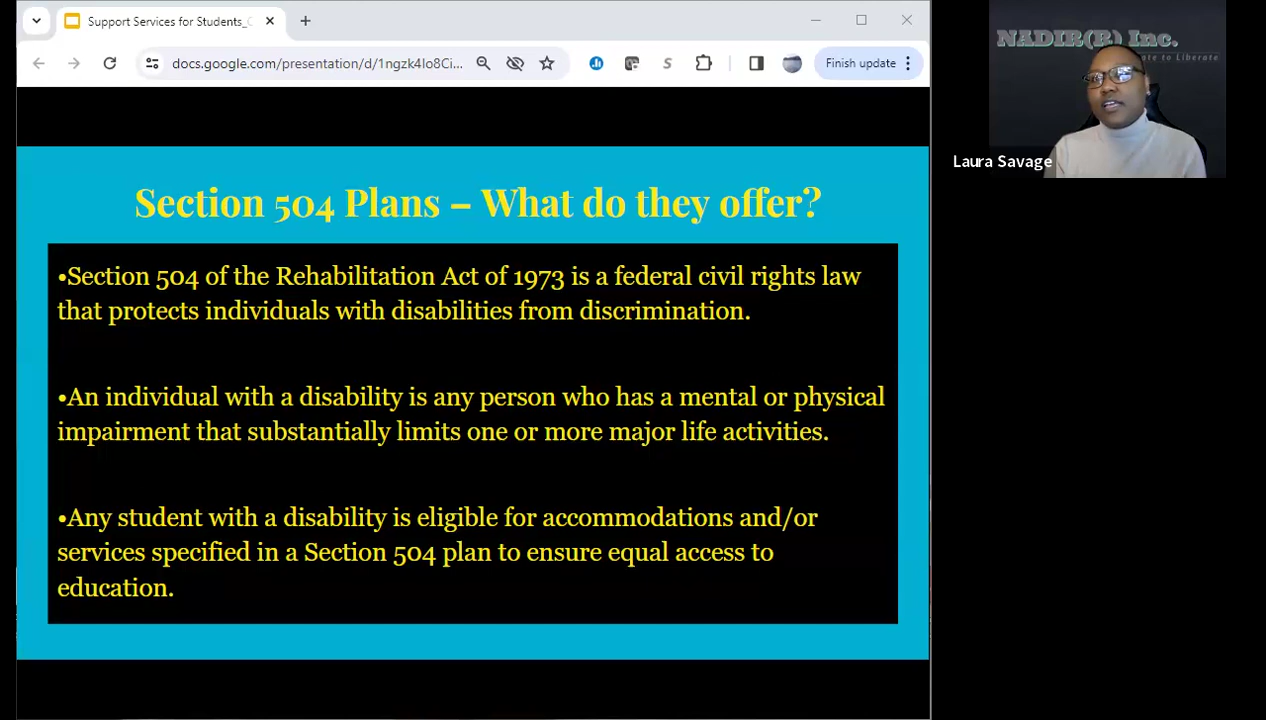 Support Services for Students_C
docs.google.com/presentation/d/1ngzk4lo8Ci...
Finish update
NADIR(R) Inc.
ate to Liberate
Laura Savage
Section 504 Plans – What do they offer?
•Section 504 of the Rehabilitation Act of 1973 is a federal civil rights law
that protects individuals with disabilities from discrimination.
•An individual with a disability is any person who has a mental or physical
impairment that substantially limits one or more major life activities.
•Any student with a disability is eligible for accommodations and/or
services specified in a Section 504 plan to ensure equal access to
education.